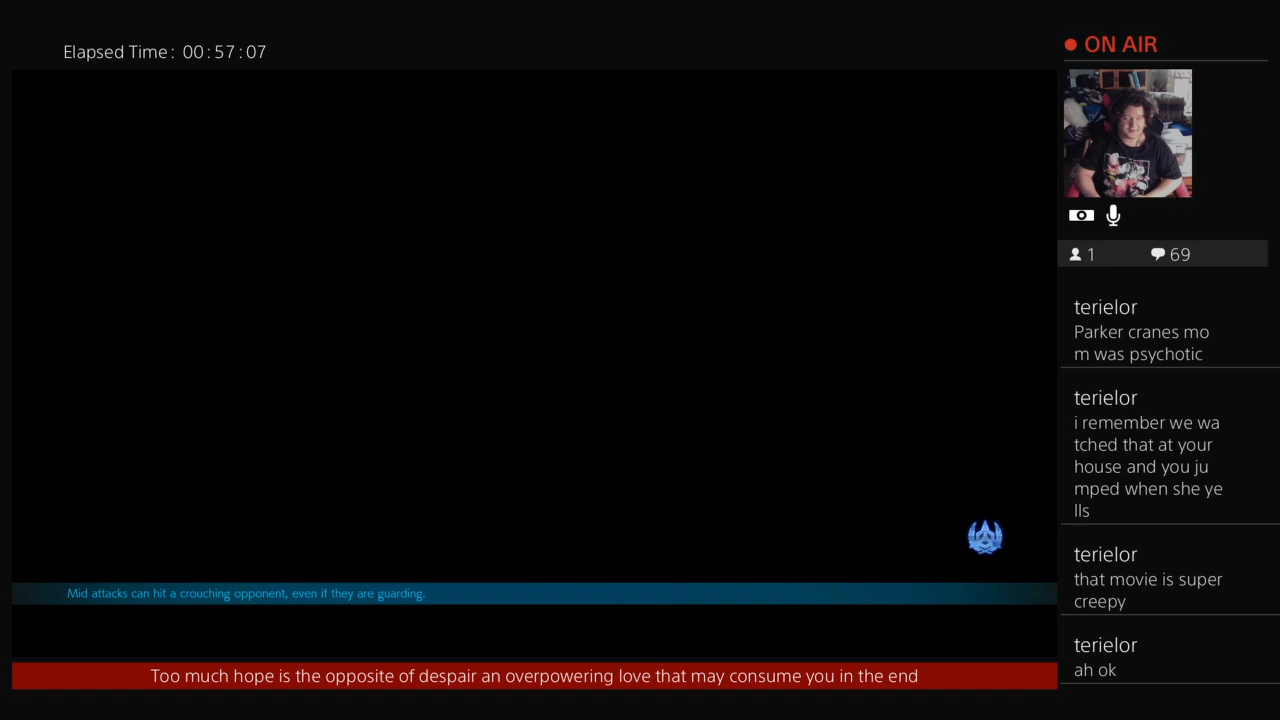 Elapsed Time: 00:57:07
ON AIR
1 69
terielor
Parker cranes mo
m was psychotic
terielor
i remember we wa
tched that at your
house and you ju
mped when she ye
lls
terielor
that movie is super
creepy
terielor
ah ok
Mid attacks can hit a crouching opponent, even if they are guarding.
Too much hope is the opposite of despair an overpowering love that may consume you in the end